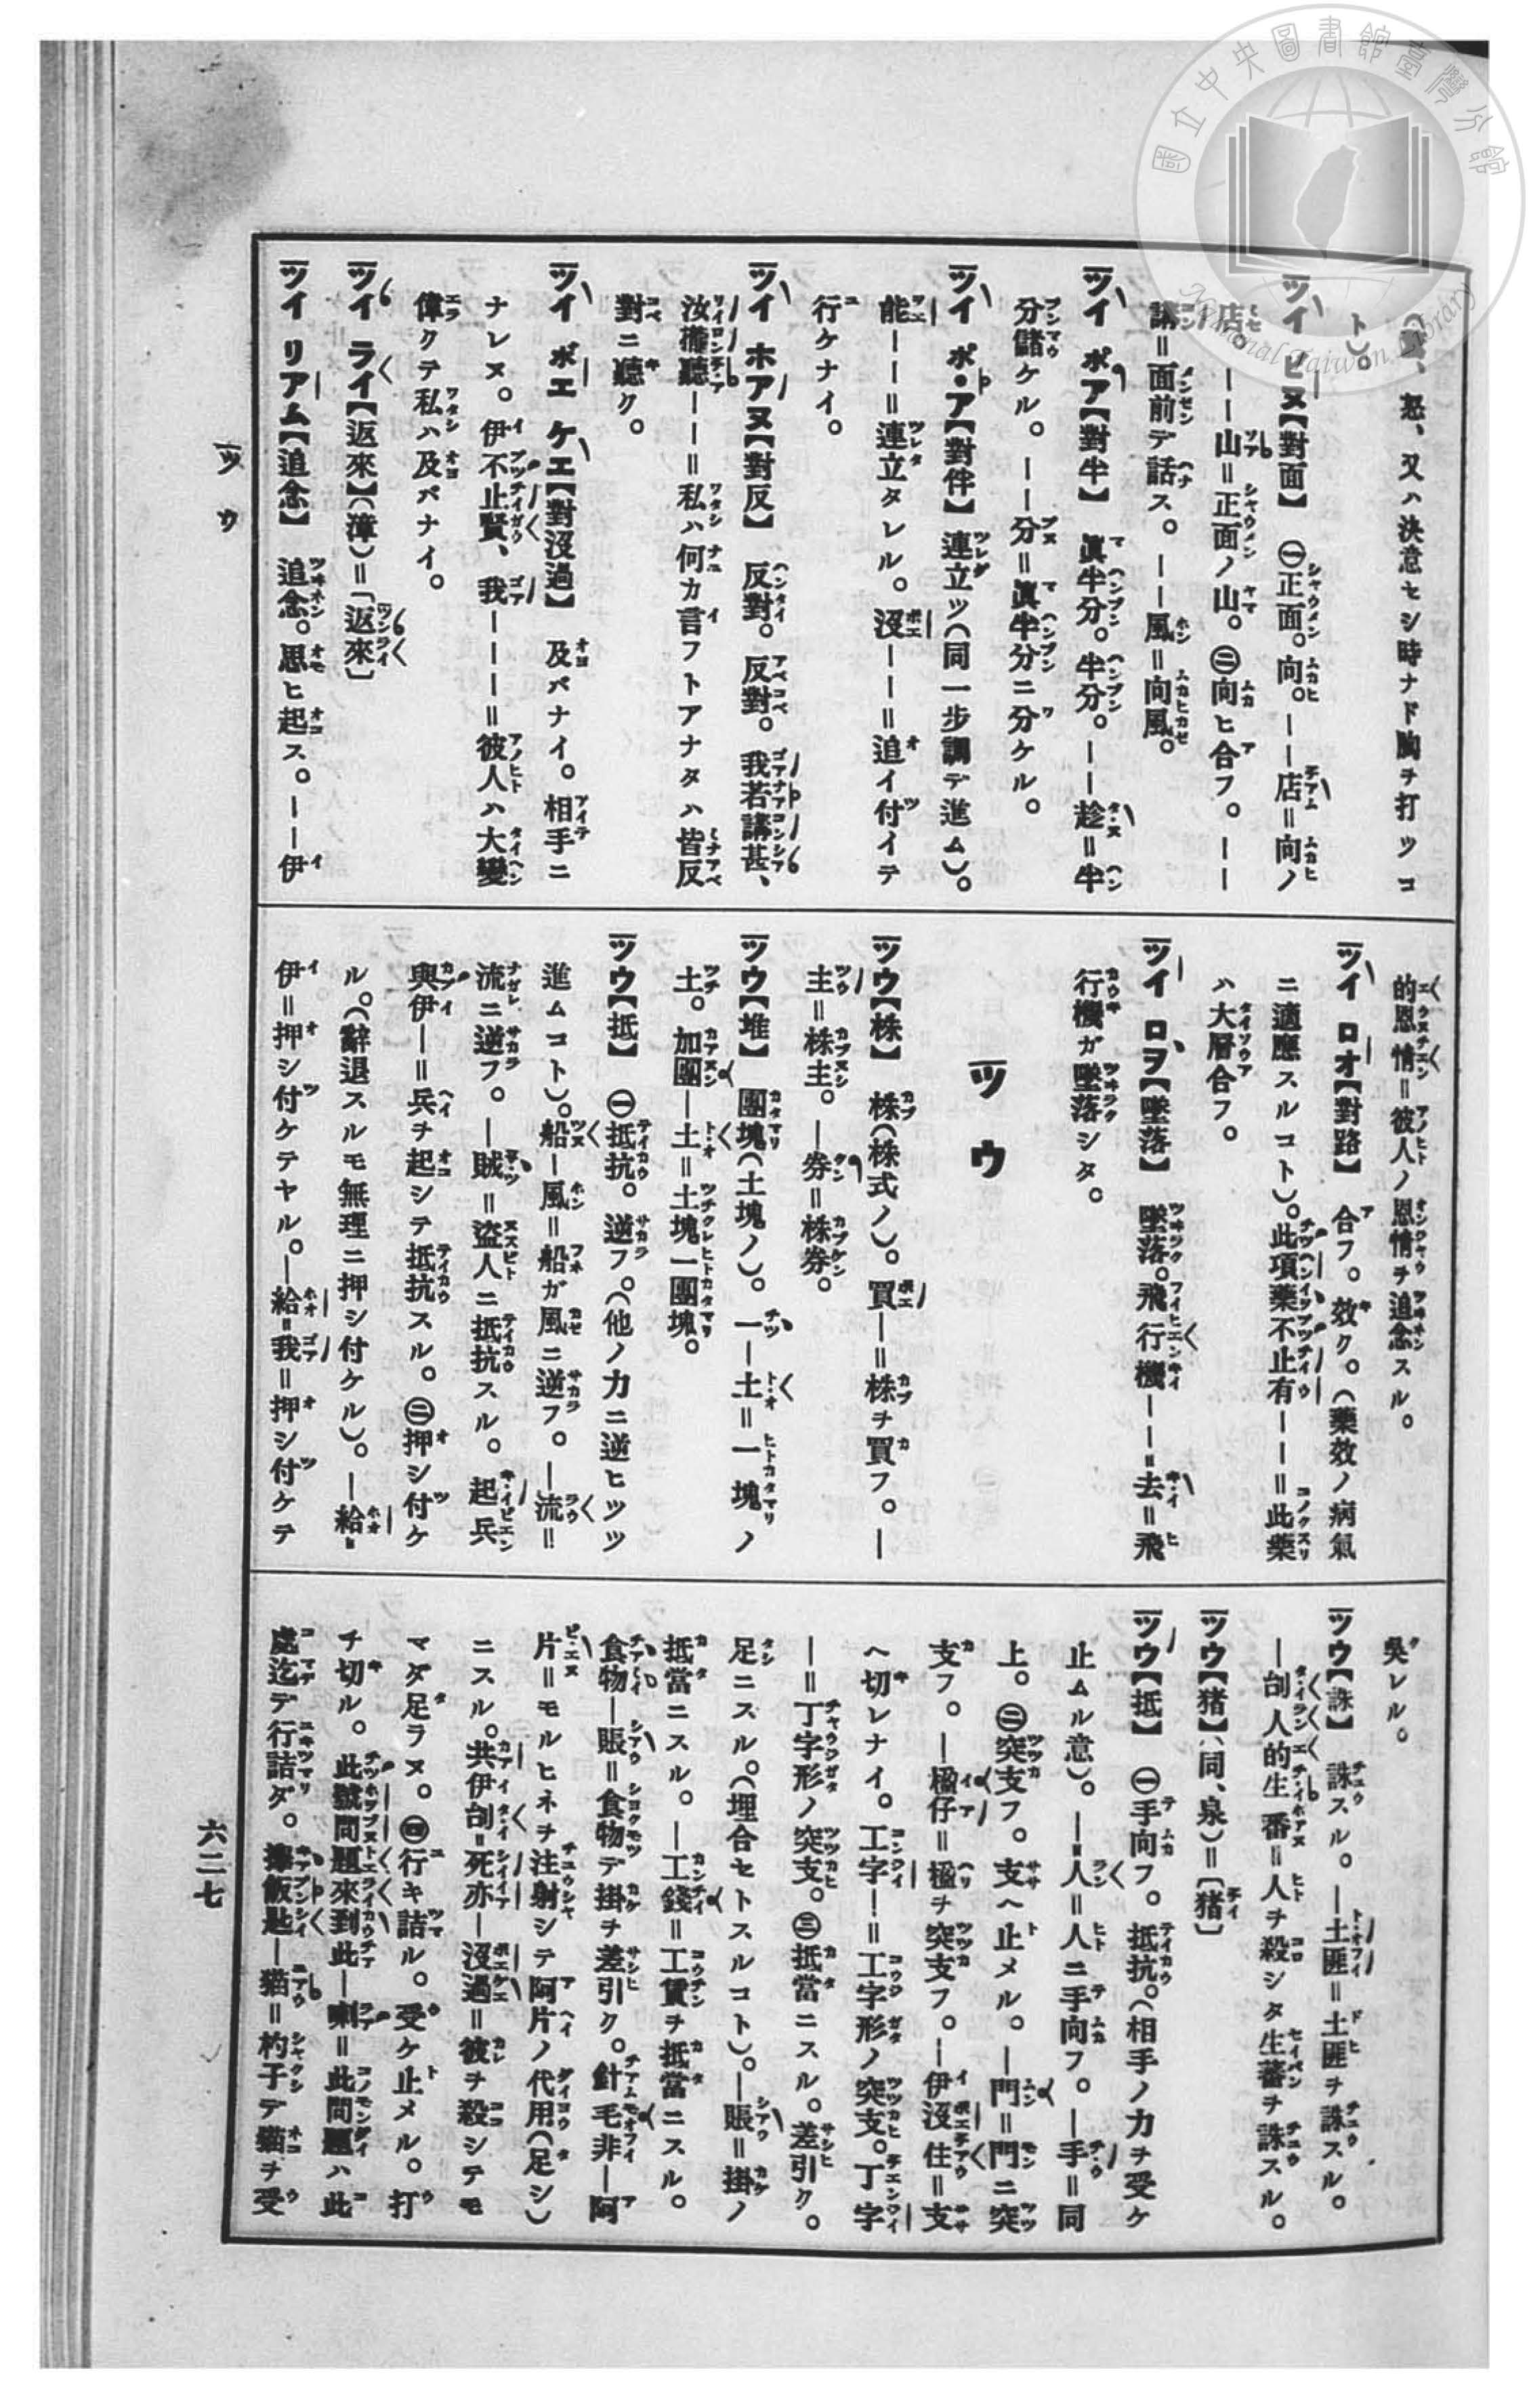 國立中央圖書館臺灣分館
National Taiwan Library
怒、又ハ決意セシ時ナド胸ヲ打ツコ
ト)。
ツイ ビヌ【對面】 ㊀正面。向。――店=向ノ
店。――山=正面ノ山。㊁向ヒ合フ。――
講=面前デ話ス。――風=向風。
ツイ ポア【對半】 眞半分。半分。――趁=半
分儲ケル。――分=眞半分ニ分ケル。
ツイ ポ・ア【對伴】 連立ツ(同一步調デ進ム)。
能――=連立タレル。沒――=追イ付イテ
行ケナイ。
ツイ ホアヌ【對反】 反對。反對。我若講甚、
汝攏聽――=私ハ何カ言フトアナタハ皆反
對ニ聽ク。
ツイ ボエ ケエ【對沒過】 及バナイ。相手ニ
ナレヌ。伊不止賢、我―――=彼人ハ大變
偉クテ私ハ及バナイ。
ツイ ライ【返來】(漳)=〔返來〕
ツイ リアム【追念】 追念。思ヒ起ス。――伊
的恩情=彼人ノ恩情ヲ追念スル。
ツイ ロオ【對路】 合フ。效ク。(藥效ノ病氣
ニ適應スルコト)。此項藥不止有――=此藥
ハ大層合フ。
ツイ ロヲ【墜落】 墜落。飛行機――去=飛
行機ガ墜落シタ。
ツウ
ツウ【株】 株(株式ノ)。買―=株ヲ買フ。―
主=株主。―券=株券。
ツウ【堆】 團塊(土塊ノ)。一―土=一塊ノ
土。加團―土=土塊一團塊。
ツウ【抵】 ㊀抵抗。逆フ。(他ノ力ニ逆ヒツツ
進ムコト)。船―風=船ガ風ニ逆フ。―流=
流ニ逆フ。―賊=盜人ニ抵抗スル。起兵
與伊―=兵ヲ起シテ抵抗スル。㊁押シ付ケ
ル。(辭退スルモ無理ニ押シ付ケル)。―給
伊=押シ付ケテヤル。―給我=押シ付ケテ
吳レル。
ツウ【誅】 誅スル。―土匪=土匪ヲ誅スル。
―刣人的生番=人ヲ殺シタ生蕃ヲ誅スル。
ツウ【猪】(同、泉)=〔猪〕
ツウ【抵】 ㊀手向フ。抵抗。(相手ノ力ヲ受ケ
止ムル意)。―人=人ニ手向フ。―手=同
上。㊁突支フ。支ヘ止メル。―門=門ニ突
支フ。―楹仔=楹ヲ突支フ。―伊沒住=支
ヘ切レナイ。工字―=工字形ノ突支。丁字
―=丁字形ノ突支。㊂抵當ニスル。差引ク。
足ニスル。(埋合セトスルコト)。―賬=掛ノ
抵當ニスル。―工錢=工賃ヲ抵當ニスル。
食物―賬=食物デ掛ヲ差引ク。針毛非―阿
片=モルヒネヲ注射シテ阿片ノ代用(足シ)
ニスル。共伊刣死亦―沒過=彼ヲ殺シテモ
マダ足ラヌ。㊃行キ詰ル。受ケ止メル。打
チ切ル。此號問題來到此―喇=此問題ハ此
處迄デ行詰ダ。飯匙―猫=杓子デ猫ヲ受
ツウ
六二七